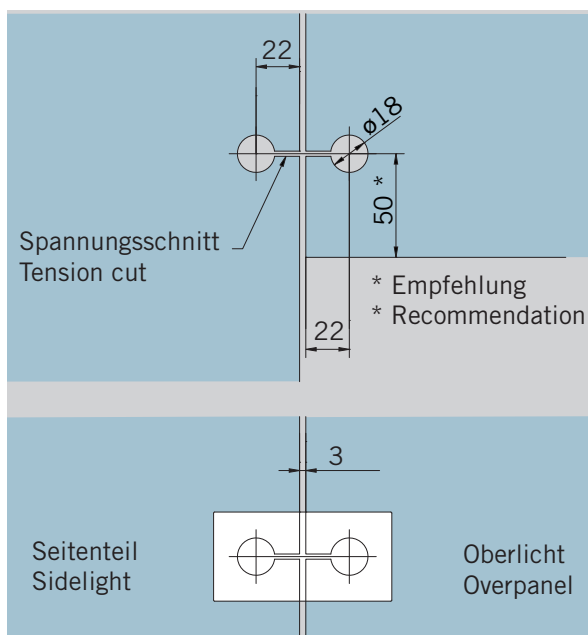 22
ø18
50 *
Spannungsschnitt
Tension cut
* Empfehlung
* Recommendation
22
3
Seitenteil
Sidelight
Oberlicht
Overpanel